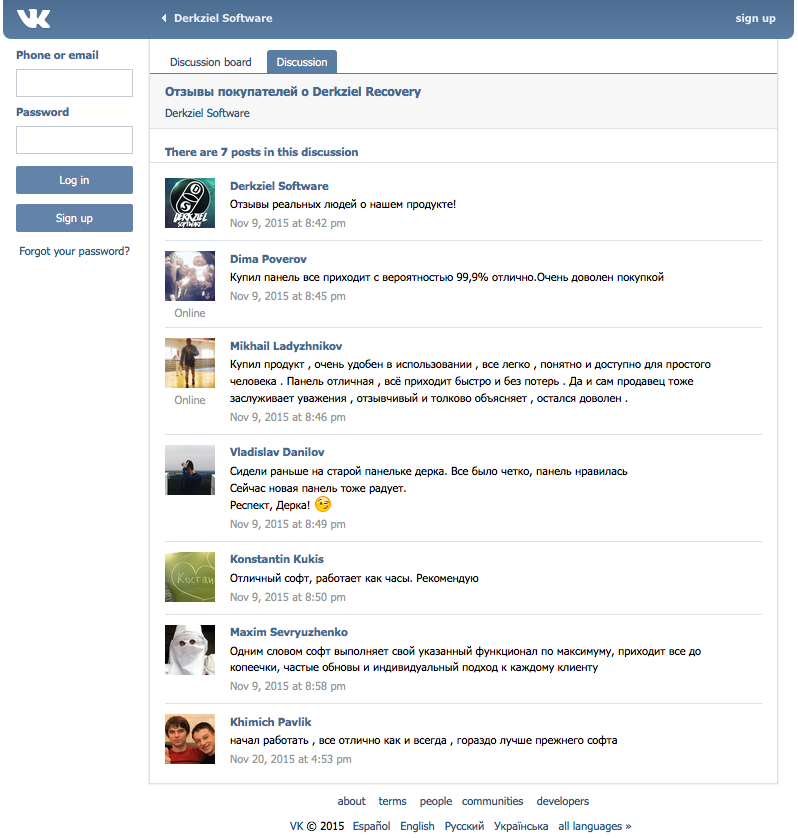 Derkziel Software
sign up
Phone or email
Password
Log in
Sign up
Forgot your password?
Discussion board
Discussion
Отзывы покупателей о Derkziel Recovery
Derkziel Software
There are 7 posts in this discussion
DERKZIEL
SOFTWARE
Derkziel Software
Отзывы реальных людей о нашем продукте!
Nov 9, 2015 at 8:42 pm
Dima Poverov
Купил панель все приходит с вероятностью 99,9% отлично.Очень доволен покупкой
Nov 9, 2015 at 8:45 pm
Online
Mikhail Ladyzhnikov
Купил продукт , очень удобен в использовании , все легко , понятно и доступно для простого
человека . Панель отличная , всё приходит быстро и без потерь . Да и сам продавец тоже
заслуживает уважения , отзывчивый и толково объясняет , остался доволен .
Nov 9, 2015 at 8:46 pm
Online
Vladislav Danilov
Сидели раньше на старой панельке дерка. Все было четко, панель нравилась
Сейчас новая панель тоже радует.
Респект, Дерка!
Nov 9, 2015 at 8:49 pm
Konstantin Kukis
Отличный софт, работает как часы. Рекомендую
Nov 9, 2015 at 8:50 pm
Maxim Sevryuzhenko
Одним словом софт выполняет свой указанный функционал по максимуму, приходит все до
копеечки, частые обновы и индивидуальный подход к каждому клиенту
Nov 9, 2015 at 8:58 pm
Khimich Pavlik
начал работать , все отлично как и всегда , гораздо лучше прежнего софта
Nov 20, 2015 at 4:53 pm
about terms people communities developers
VK © 2015 Español English Русский Українська all languages »